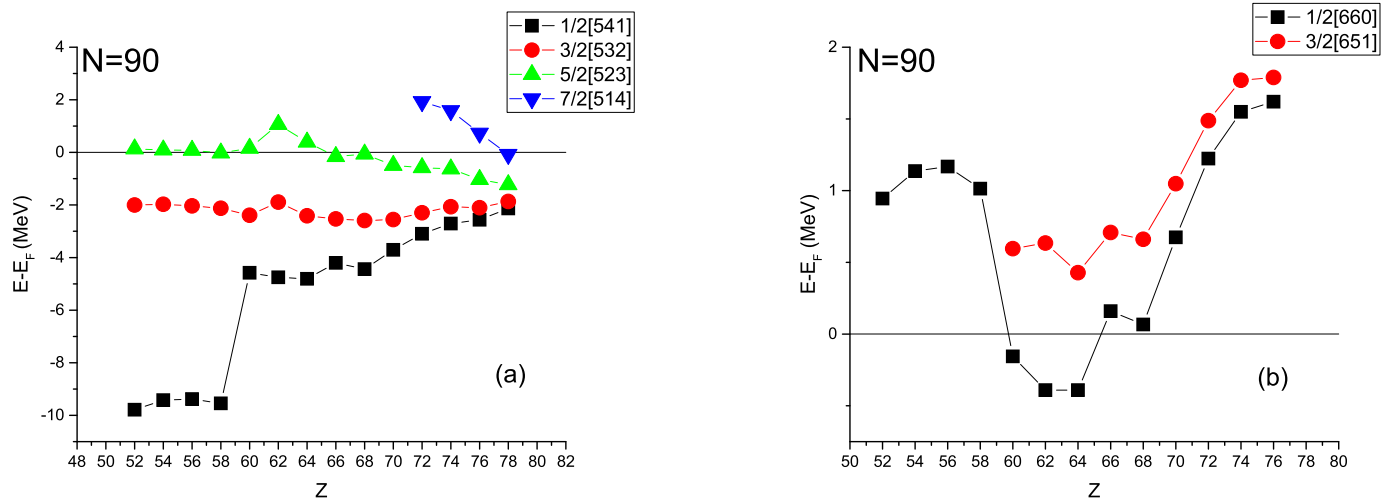 N=90
1/2[541]
3/2[532]
5/2[523]
7/2[514]
E-E_F (MeV)
4
2
0
-2
-4
-6
-8
-10
(a)
48 50 52 54 56 58 60 62 64 66 68 70 72 74 76 78 80 82
Z
N=90
1/2[660]
3/2[651]
E-E_F (MeV)
2
1
0
(b)
50 52 54 56 58 60 62 64 66 68 70 72 74 76 78 80
Z